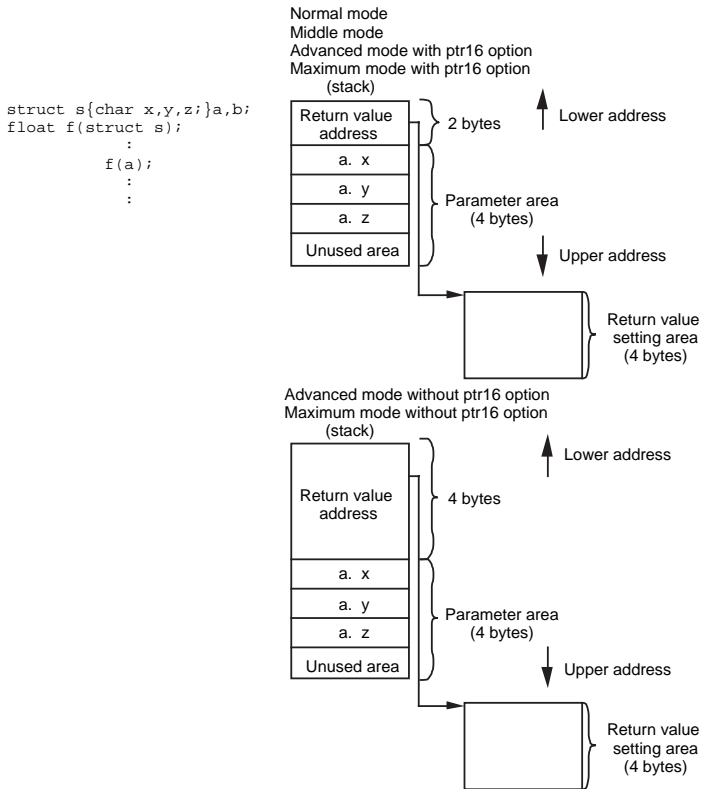 Normal mode
Middle mode
Advanced mode with ptr16 option
Maximum mode with ptr16 option
(stack)
struct s{char x,y,z;}a,b;
float f(struct s);
:
f(a);
:
:
Return value
address
2 bytes
Lower address
a. x
a. y
a. z
Unused area
Parameter area
(4 bytes)
Upper address
Return value
setting area
(4 bytes)
Advanced mode without ptr16 option
Maximum mode without ptr16 option
(stack)
Lower address
Return value
address
4 bytes
a. x
a. y
a. z
Unused area
Parameter area
(4 bytes)
Upper address
Return value
setting area
(4 bytes)